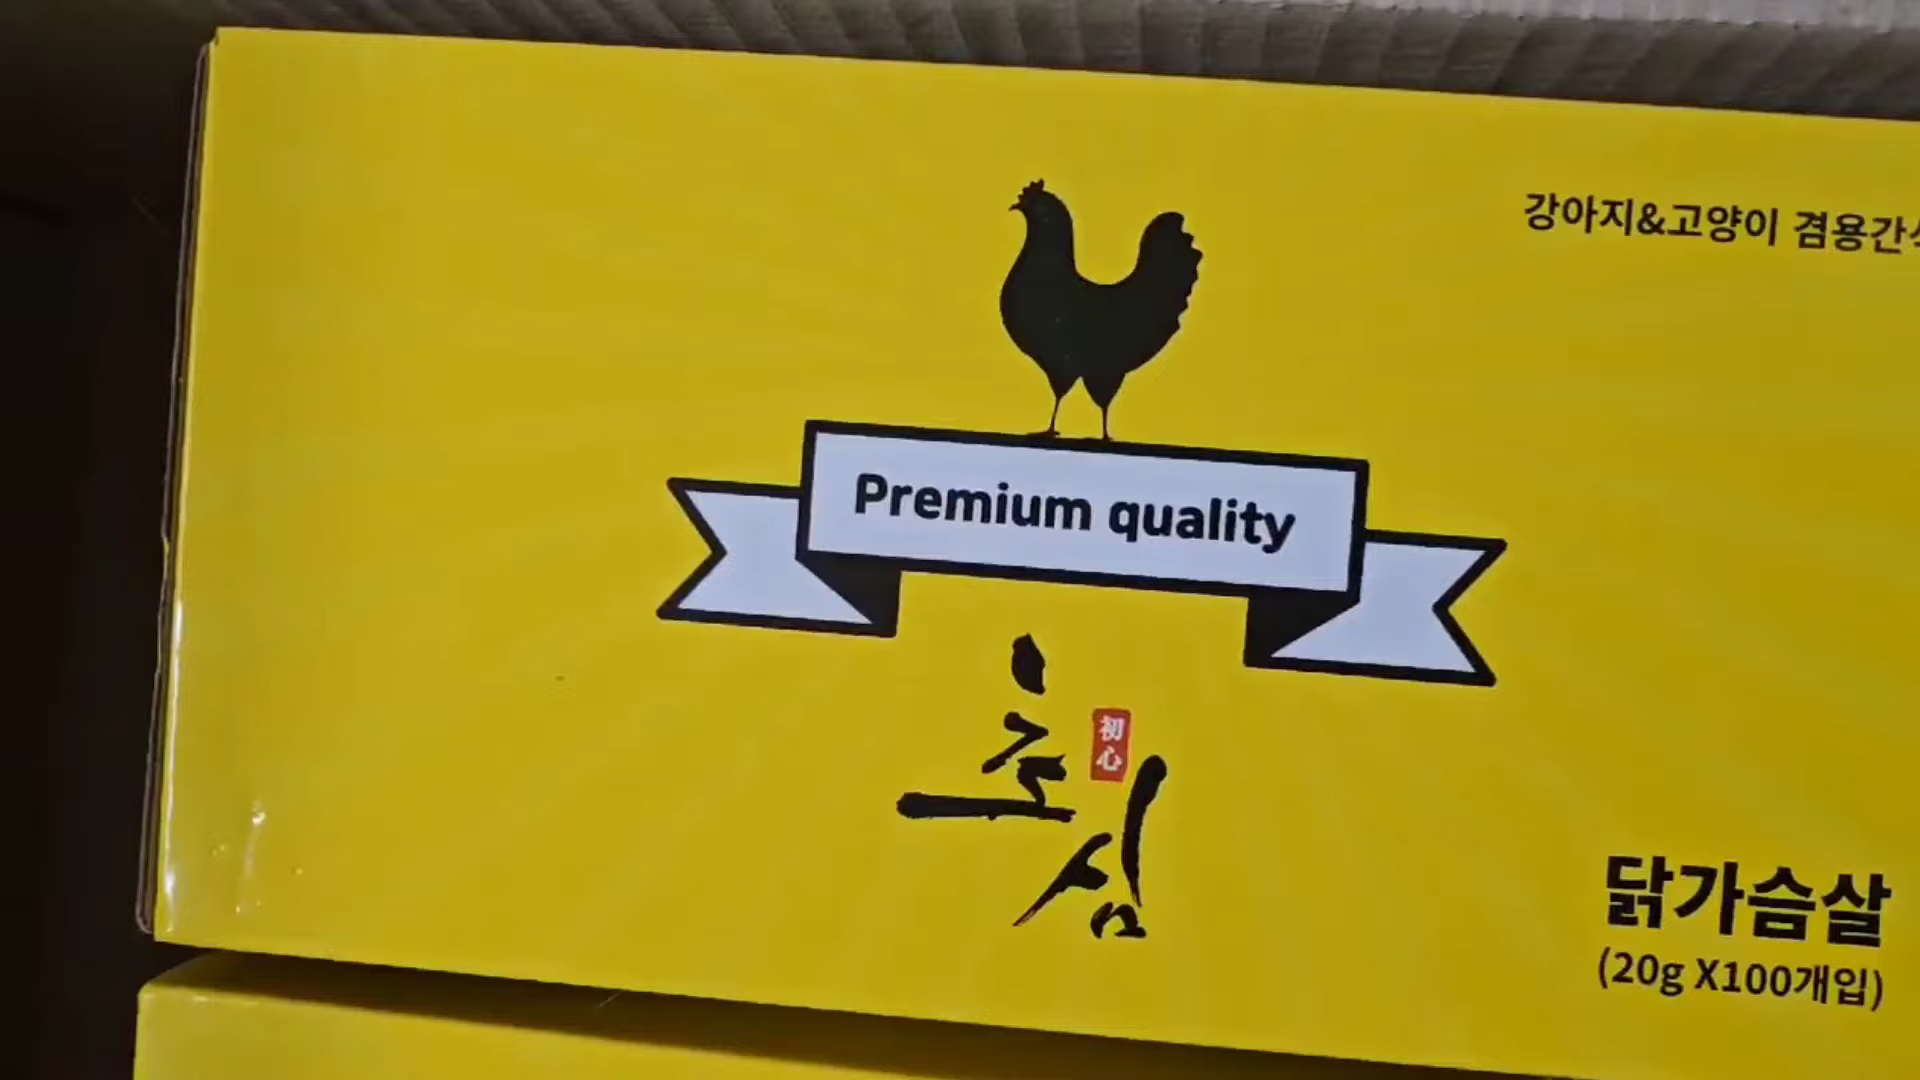 강아지&고양이 겸용간식
Premium quality
초심
初心
닭가슴살
(20g X100개입)